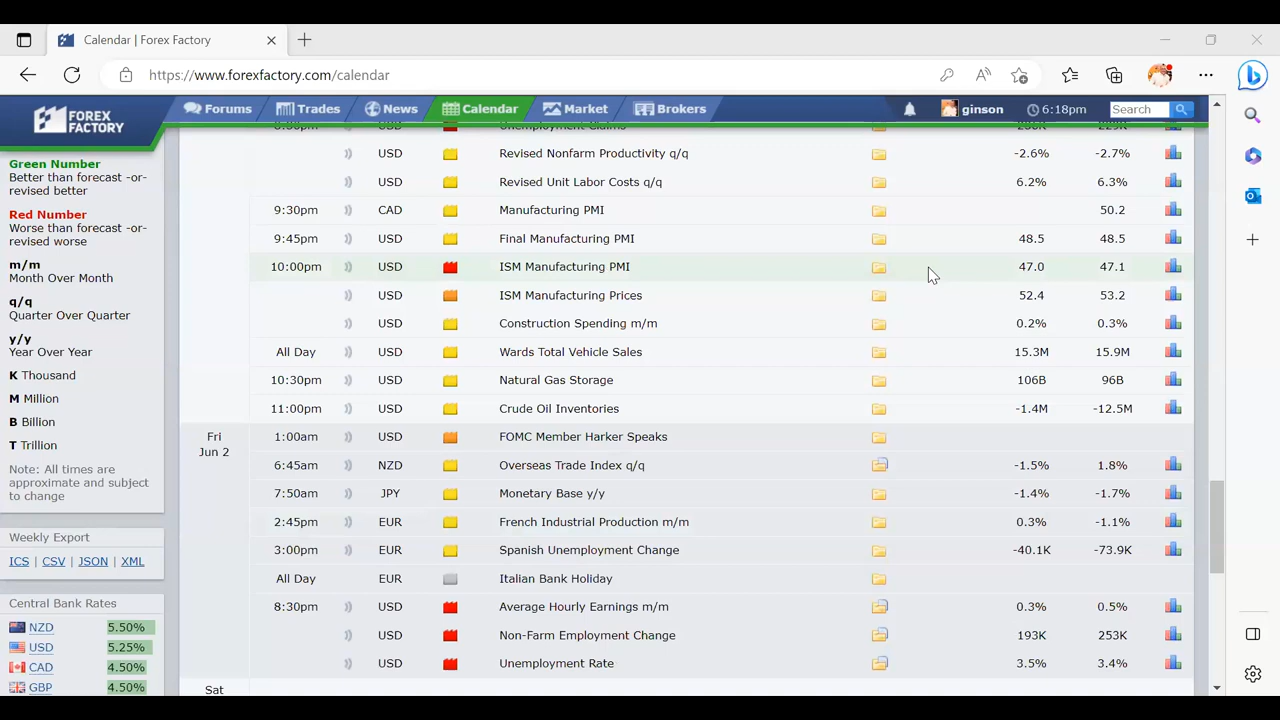 Calendar | Forex Factory
https://www.forexfactory.com/calendar
FOREX FACTORY
Forums Trades News Calendar Market Brokers ginson 6:18pm Search
Green Number
Better than forecast -or-
revised better
Red Number
Worse than forecast -or-
revised worse
m/m
Month Over Month
q/q
Quarter Over Quarter
y/y
Year Over Year
K Thousand
M Million
B Billion
T Trillion
Note: All times are
approximate and subject
to change
Weekly Export
ICS CSV JSON XML
Central Bank Rates
NZD 5.50%
USD 5.25%
CAD 4.50%
GBP 4.50%
8:30pm USD Unemployment Claims 229K
USD Revised Nonfarm Productivity q/q -2.6% -2.7%
USD Revised Unit Labor Costs q/q 6.2% 6.3%
9:30pm CAD Manufacturing PMI 50.2
9:45pm USD Final Manufacturing PMI 48.5 48.5
10:00pm USD ISM Manufacturing PMI 47.0 47.1
USD ISM Manufacturing Prices 52.4 53.2
USD Construction Spending m/m 0.2% 0.3%
All Day USD Wards Total Vehicle Sales 15.3M 15.9M
10:30pm USD Natural Gas Storage 106B 96B
11:00pm USD Crude Oil Inventories -1.4M -12.5M
Fri Jun 2 1:00am USD FOMC Member Harker Speaks
6:45am NZD Overseas Trade Index q/q -1.5% 1.8%
7:50am JPY Monetary Base y/y -1.4% -1.7%
2:45pm EUR French Industrial Production m/m 0.3% -1.1%
3:00pm EUR Spanish Unemployment Change -40.1K -73.9K
All Day EUR Italian Bank Holiday
8:30pm USD Average Hourly Earnings m/m 0.3% 0.5%
USD Non-Farm Employment Change 193K 253K
USD Unemployment Rate 3.5% 3.4%
Sat